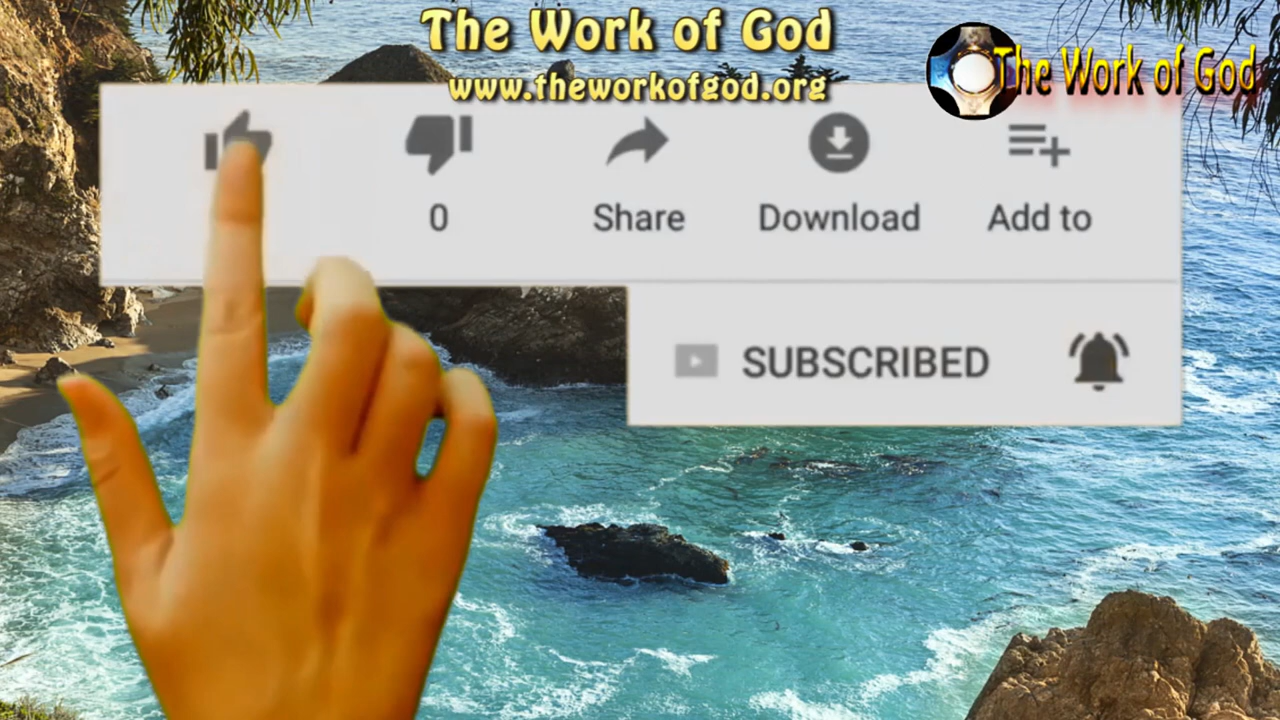 The Work of God
www.theworkofgod.org
The Work of God
0
Share
Download
Add to
SUBSCRIBED